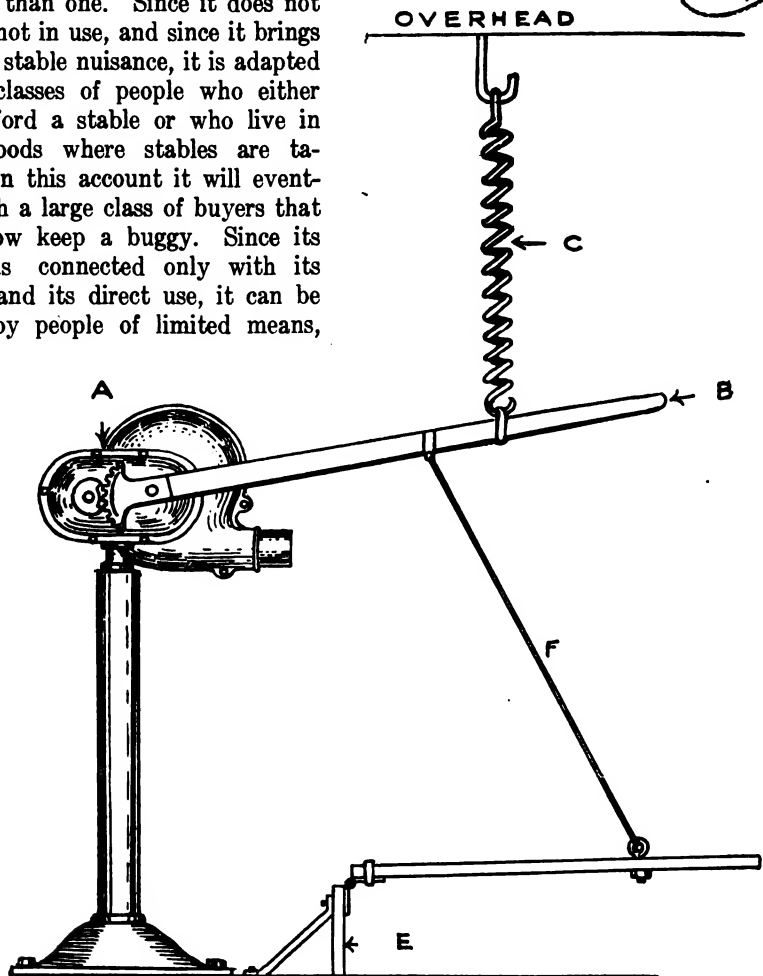 than one. Since it does not
not in use, and since it brings
stable nuisance, it is adapted
classes of people who either
ord a stable or who live in
oods where stables are ta-
n this account it will event-
h a large class of buyers that
ow keep a buggy. Since its
s connected only with its
and its direct use, it can be
by people of limited means,
OVERHEAD
C
B
A
F
E